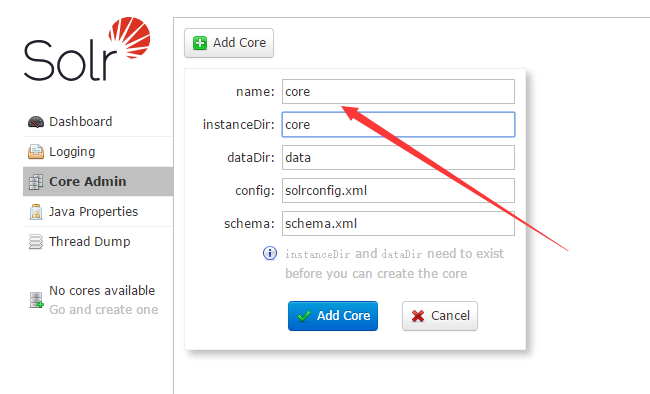 Solr
Add Core
name: core
instanceDir: core
dataDir: data
config: solrconfig.xml
schema: schema.xml
instanceDir and dataDir need to exist
before you can create the core
Add Core Cancel
Dashboard
Logging
Core Admin
Java Properties
Thread Dump
No cores available
Go and create one